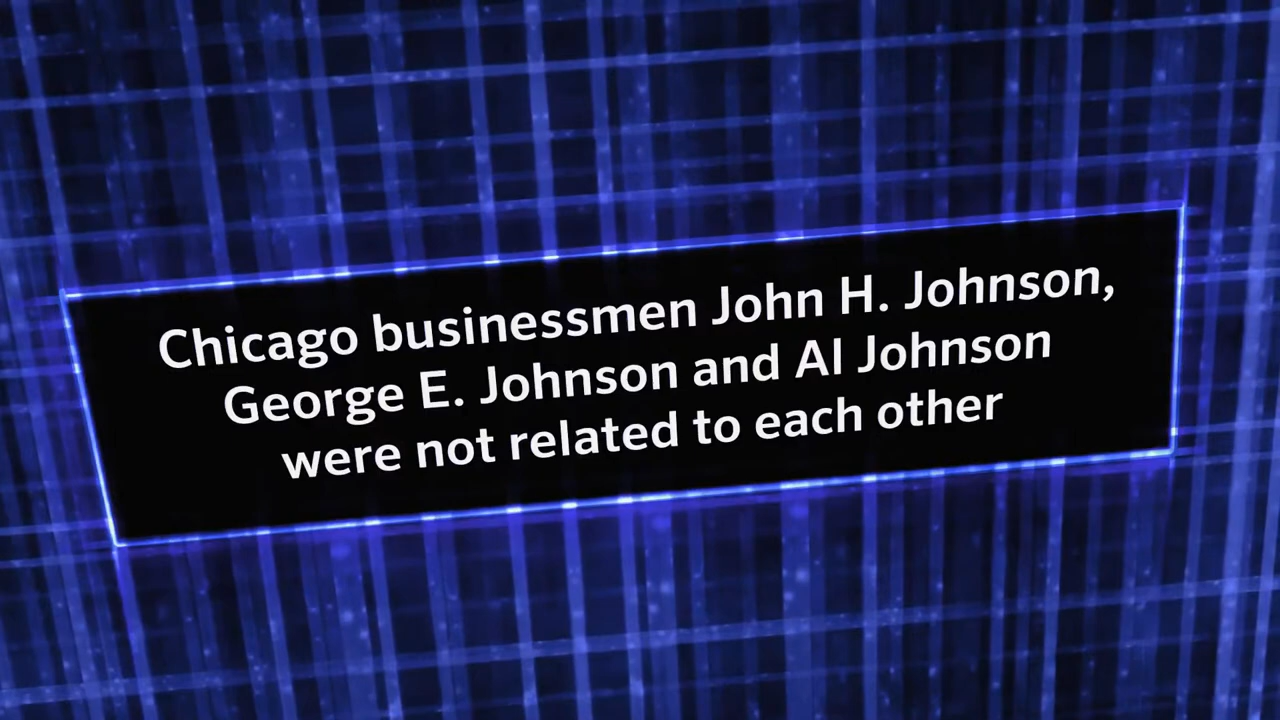 Chicago businessmen John H. Johnson,
George E. Johnson and Al Johnson
were not related to each other